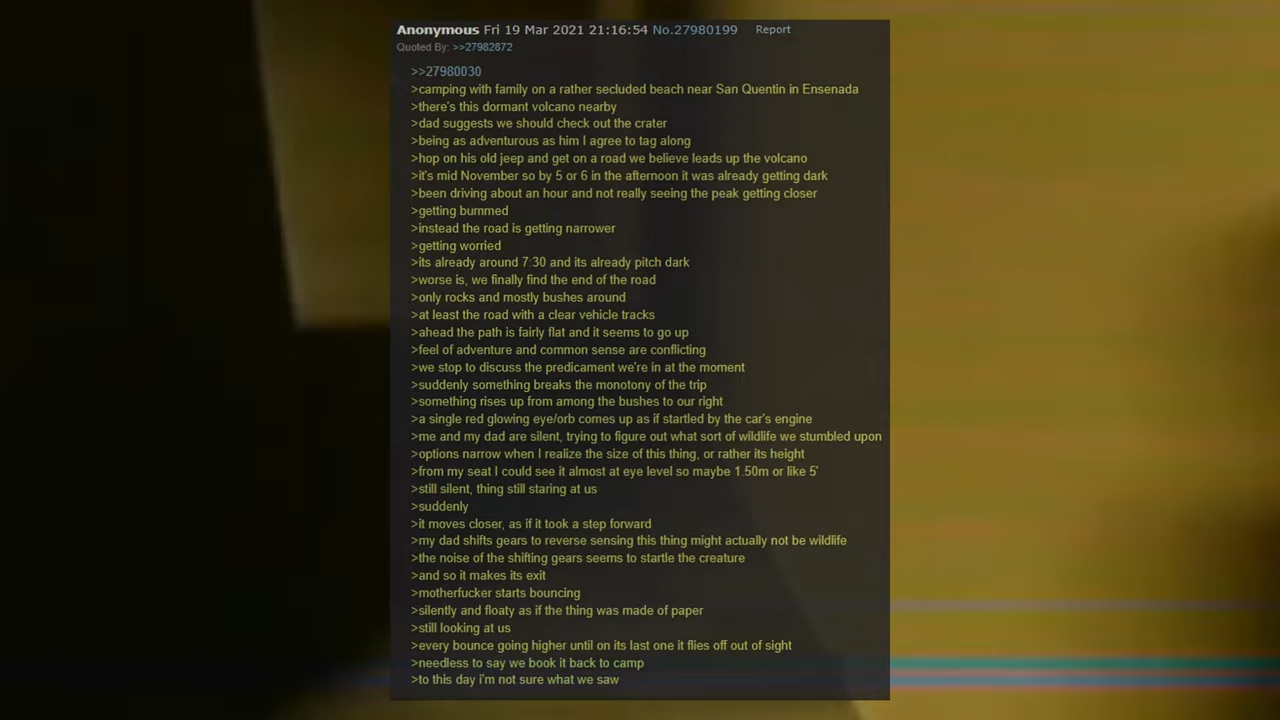 Anonymous Fri 19 Mar 2021 21:16:54 No.27980199 Report
Quoted By: >>27982872
>>27980030
>camping with family on a rather secluded beach near San Quentin in Ensenada
>there's this dormant volcano nearby
>dad suggests we should check out the crater
>being as adventurous as him I agree to tag along
>hop on his old jeep and get on a road we believe leads up the volcano
>it's mid November so by 5 or 6 in the afternoon it was already getting dark
>been driving about an hour and not really seeing the peak getting closer
>getting bummed
>instead the road is getting narrower
>getting worried
>its already around 7:30 and its already pitch dark
>worse is, we finally find the end of the road
>only rocks and mostly bushes around
>at least the road with a clear vehicle tracks
>ahead the path is fairly flat and it seems to go up
>feel of adventure and common sense are conflicting
>we stop to discuss the predicament we're in at the moment
>suddenly something breaks the monotony of the trip
>something rises up from among the bushes to our right
>a single red glowing eye/orb comes up as if startled by the car's engine
>me and my dad are silent, trying to figure out what sort of wildlife we stumbled upon
>options narrow when I realize the size of this thing, or rather its height
>from my seat I could see it almost at eye level so maybe 1.50m or like 5'
>still silent, thing still staring at us
>suddenly
>it moves closer, as if it took a step forward
>my dad shifts gears to reverse sensing this thing might actually not be wildlife
>the noise of the shifting gears seems to startle the creature
>and so it makes its exit
>motherfucker starts bouncing
>silently and floaty as if the thing was made of paper
>still looking at us
>every bounce going higher until on its last one it flies off out of sight
>needless to say we book it back to camp
>to this day i'm not sure what we saw